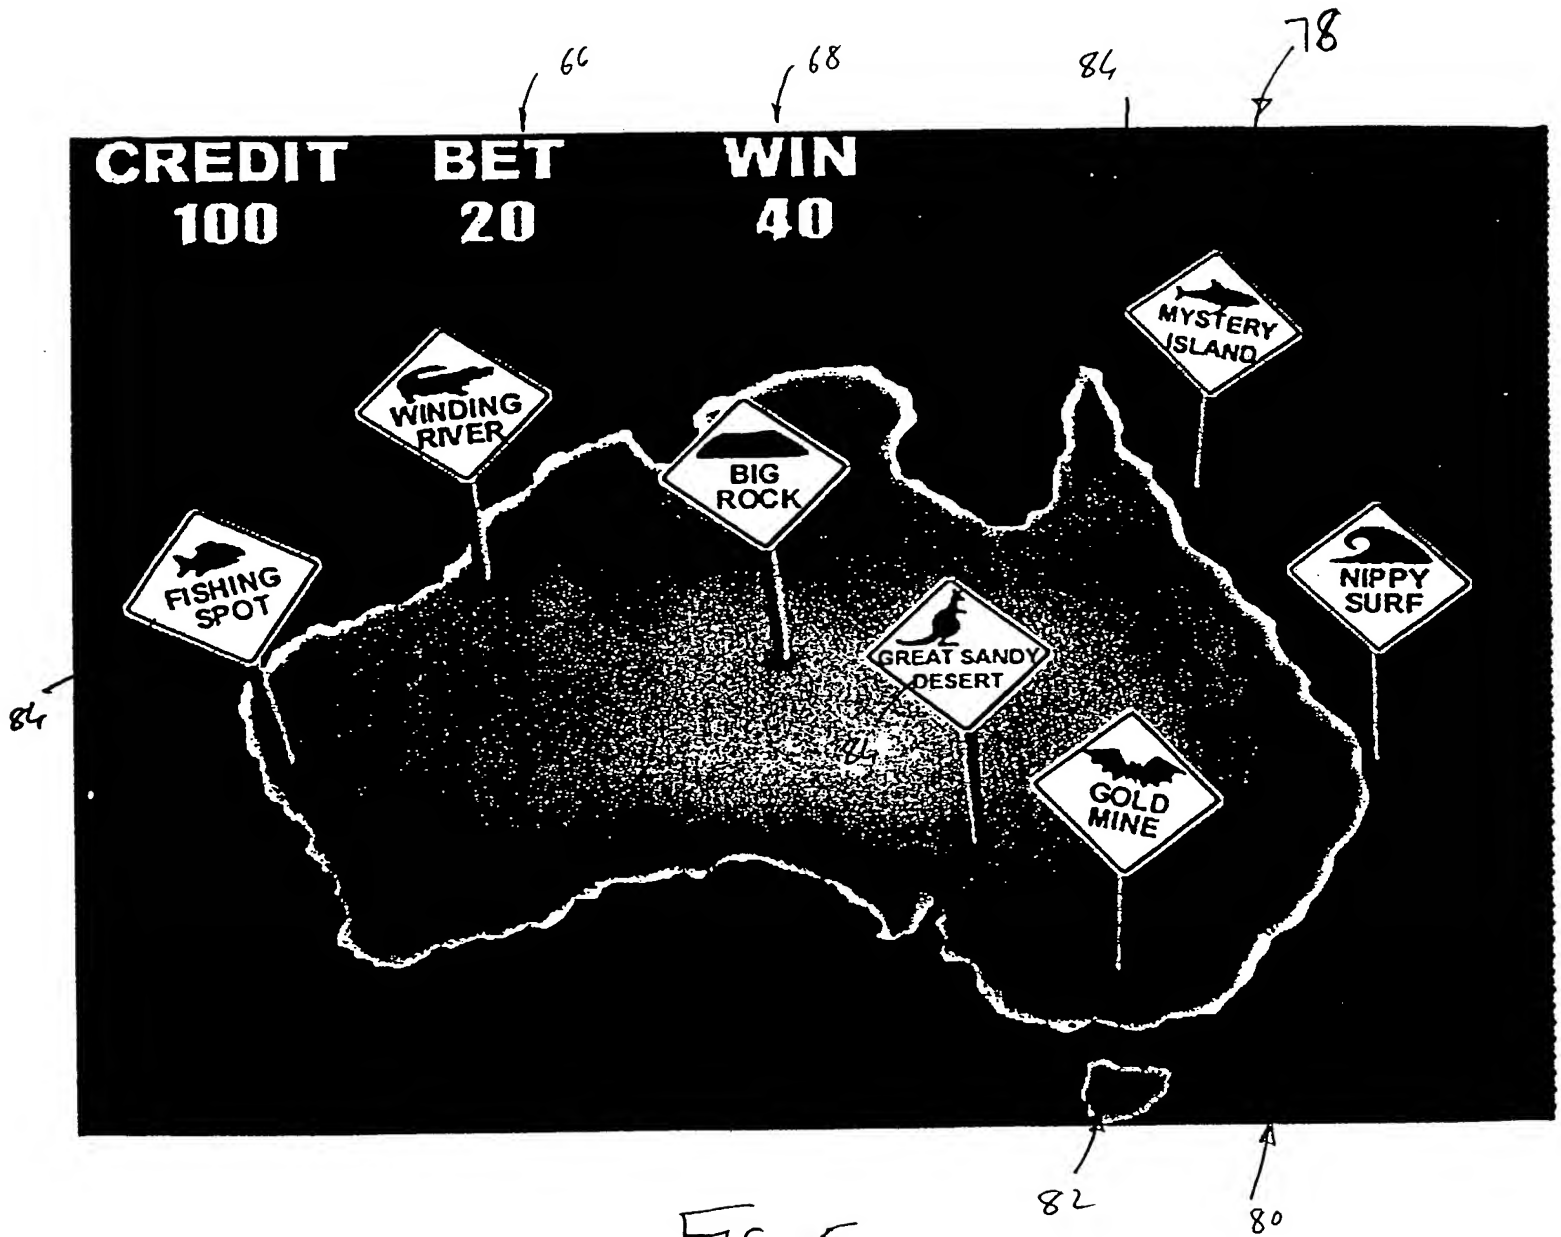 66
68
84
78
CREDIT BET WIN
100 20 40
MYSTERY
ISLAND
WINDING
RIVER
BIG
ROCK
NIPPY
SURF
FISHING
SPOT
GREAT SANDY
DESERT
84
84
GOLD
MINE
82
80